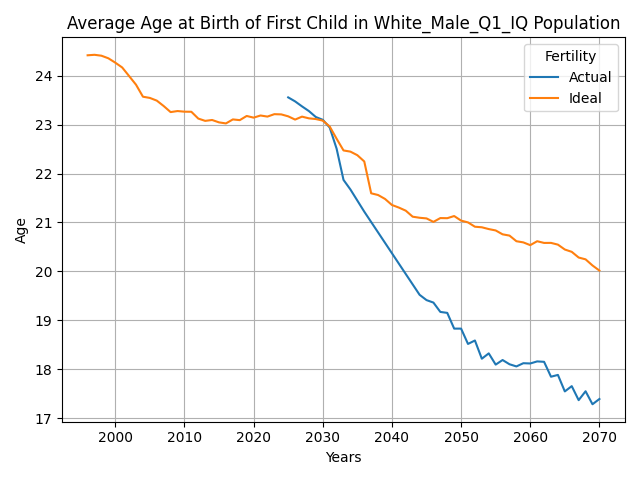 Average Age at Birth of First Child in White_Male_Q1_IQ Population
Fertility
Actual
Ideal
Age
24
23
22
21
20
19
18
17
2000
2010
2020
2030
2040
2050
2060
2070
Years